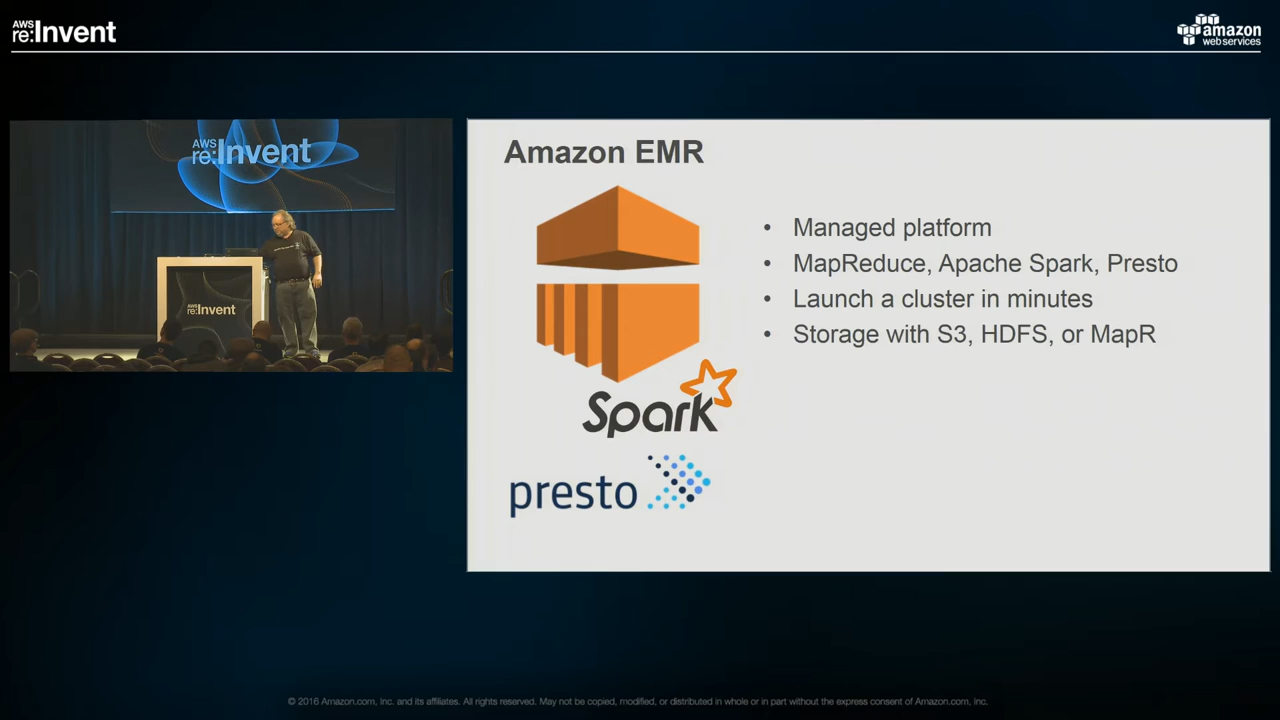 AWS
re:Invent
amazon
web services
AWS
re:Invent
AWS
re:Invent
Amazon EMR
• Managed platform
• MapReduce, Apache Spark, Presto
• Launch a cluster in minutes
• Storage with S3, HDFS, or MapR
Spark
presto
© 2016 Amazon.com, Inc. and its affiliates. All rights reserved. May not be copied, modified, or distributed in whole or in part without the express consent of Amazon.com, Inc.